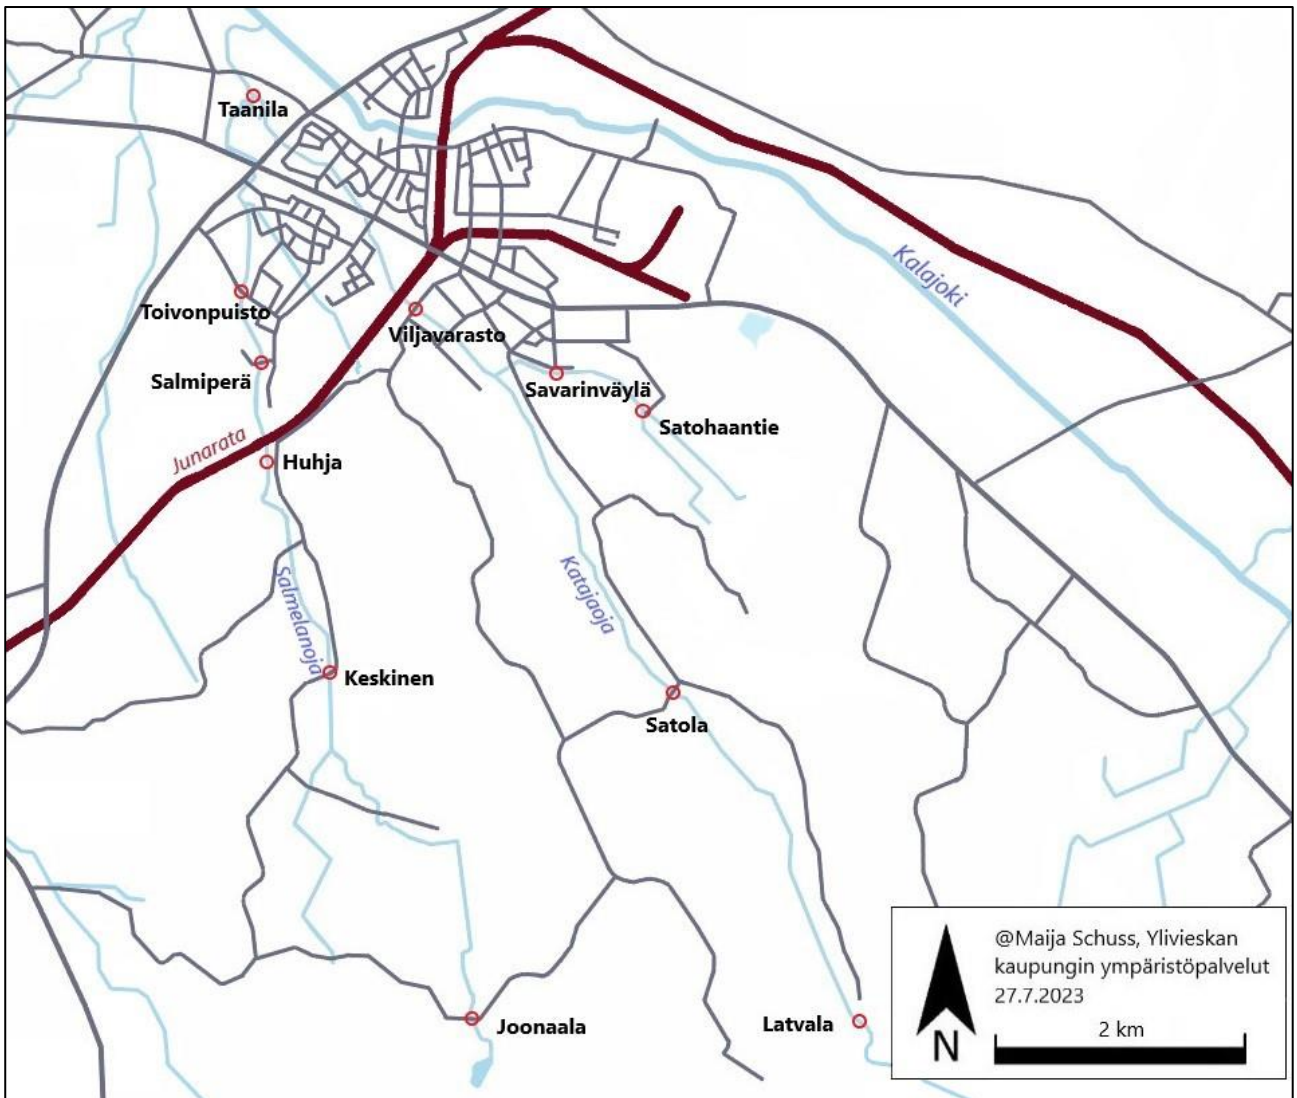 Taanila
Kalajoki
Toivonpuisto
Viljavarasto
Salmiperä
Savarinväylä
Satohaantie
Junarata
Huhja
Katajaoja
Salmelanoja
Keskinen
Satola
@Maija Schuss, Ylivieskan
kaupungin ympäristöpalvelut
27.7.2023
2 km
N
Latvala
Joonaala